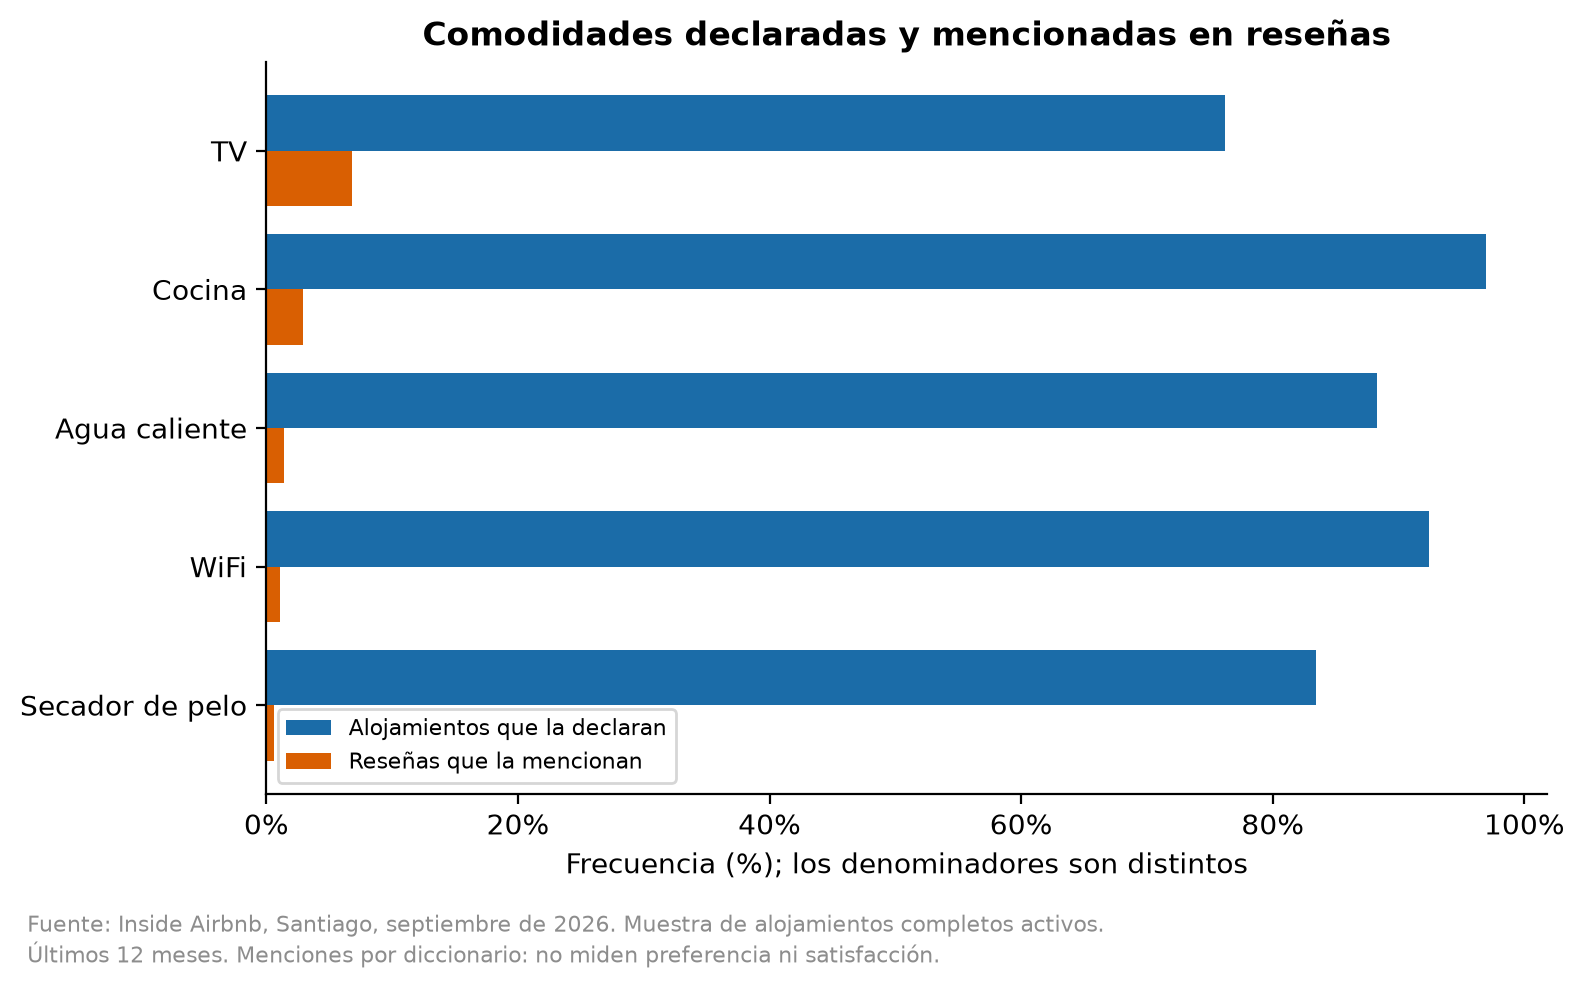 Comodidades declaradas y mencionadas en reseñas
TV
Cocina
Agua caliente
WiFi
Secador de pelo
Alojamientos que la declaran
Reseñas que la mencionan
0% 20% 40% 60% 80% 100%
Frecuencia (%); los denominadores son distintos
Fuente: Inside Airbnb, Santiago, septiembre de 2026. Muestra de alojamientos completos activos.
Últimos 12 meses. Menciones por diccionario: no miden preferencia ni satisfacción.